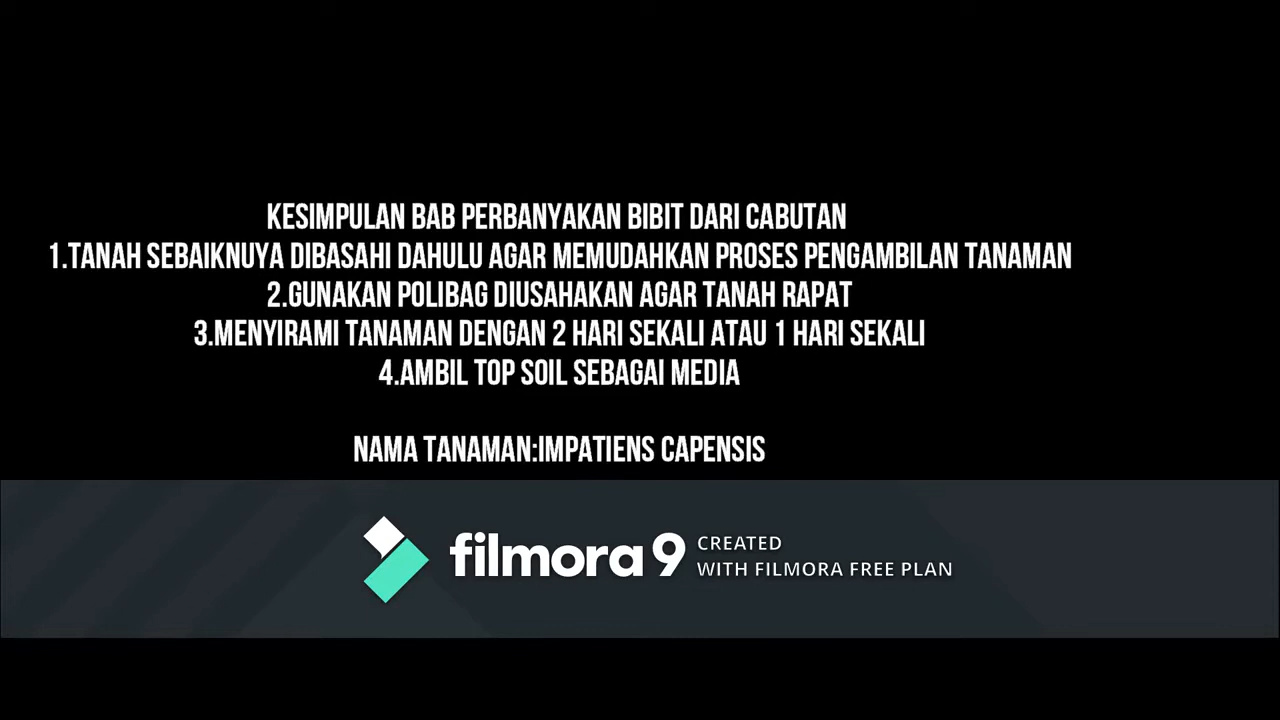 KESIMPULAN BAB PERBANYAKAN BIBIT DARI CABUTAN
1.TANAH SEBAIKNUYA DIBASAHI DAHULU AGAR MEMUDAHKAN PROSES PENGAMBILAN TANAMAN
2.GUNAKAN POLIBAG DIUSAHAKAN AGAR TANAH RAPAT
3.MENYIRAMI TANAMAN DENGAN 2 HARI SEKALI ATAU 1 HARI SEKALI
4.AMBIL TOP SOIL SEBAGAI MEDIA
NAMA TANAMAN:IMPATIENS CAPENSIS
filmora 9
CREATED
WITH FILMORA FREE PLAN